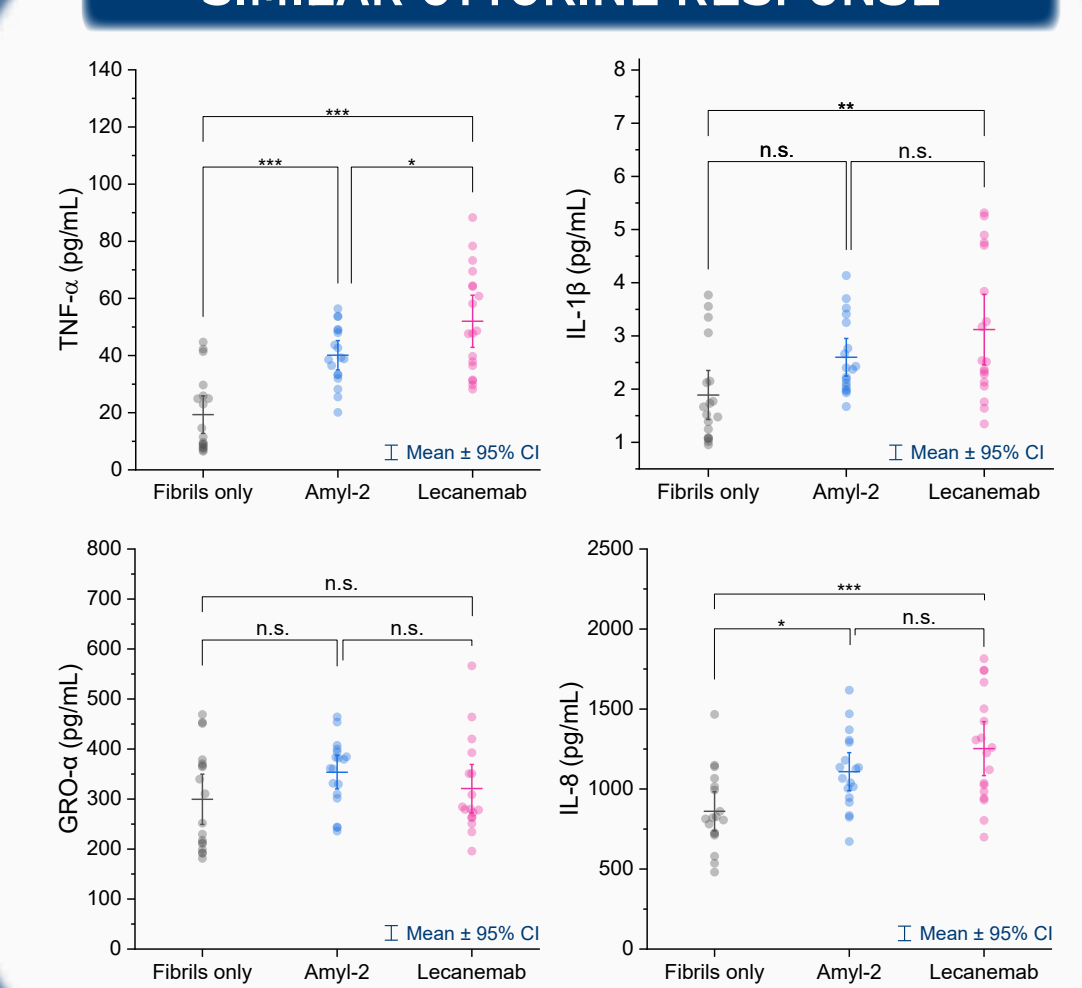 SIMILAR CYTOKINE RESPONSE
140
120
100
80
60
40
20
0
TNF-α (pg/mL)
***
***
*
Mean ± 95% CI
Fibrils only
Amyl-2
Lecanemab
8
7
6
5
4
3
2
1
IL-1β (pg/mL)
**
n.s.
n.s.
Mean ± 95% CI
Fibrils only
Amyl-2
Lecanemab
800
700
600
500
400
300
200
100
0
GRO-α (pg/mL)
n.s.
n.s.
n.s.
Mean ± 95% CI
Fibrils only
Amyl-2
Lecanemab
2500
2000
1500
1000
500
0
IL-8 (pg/mL)
***
*
n.s.
Mean ± 95% CI
Fibrils only
Amyl-2
Lecanemab